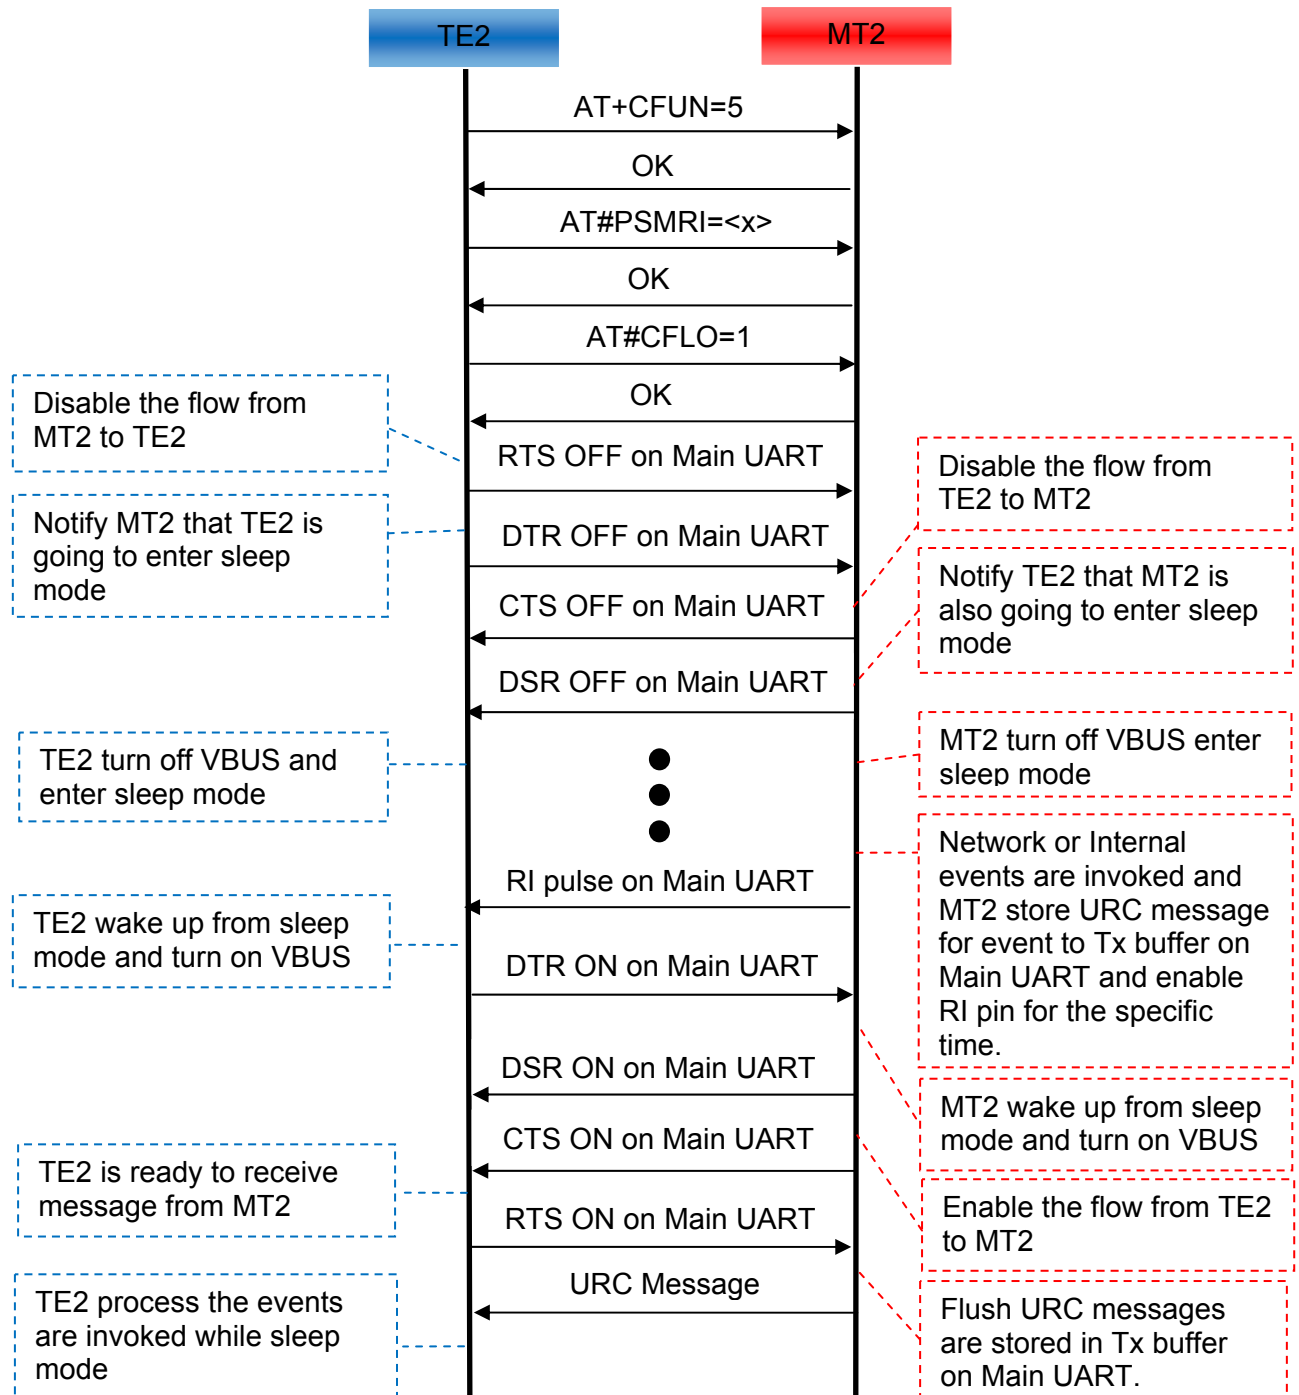 TE2
MT2
AT+CFUN=5
OK
AT#PSMRI=<x>
OK
AT#CFLO=1
OK
Disable the flow from
MT2 to TE2
RTS OFF on Main UART
Disable the flow from
TE2 to MT2
Notify MT2 that TE2 is
going to enter sleep
mode
DTR OFF on Main UART
CTS OFF on Main UART
Notify TE2 that MT2 is
also going to enter sleep
mode
DSR OFF on Main UART
TE2 turn off VBUS and
enter sleep mode
MT2 turn off VBUS enter
sleep mode
Network or Internal
events are invoked and
MT2 store URC message
for event to Tx buffer on
Main UART and enable
RI pin for the specific
time.
RI pulse on Main UART
TE2 wake up from sleep
mode and turn on VBUS
DTR ON on Main UART
DSR ON on Main UART
MT2 wake up from sleep
mode and turn on VBUS
CTS ON on Main UART
TE2 is ready to receive
message from MT2
Enable the flow from TE2
to MT2
RTS ON on Main UART
URC Message
TE2 process the events
are invoked while sleep
mode
Flush URC messages
are stored in Tx buffer
on Main UART.